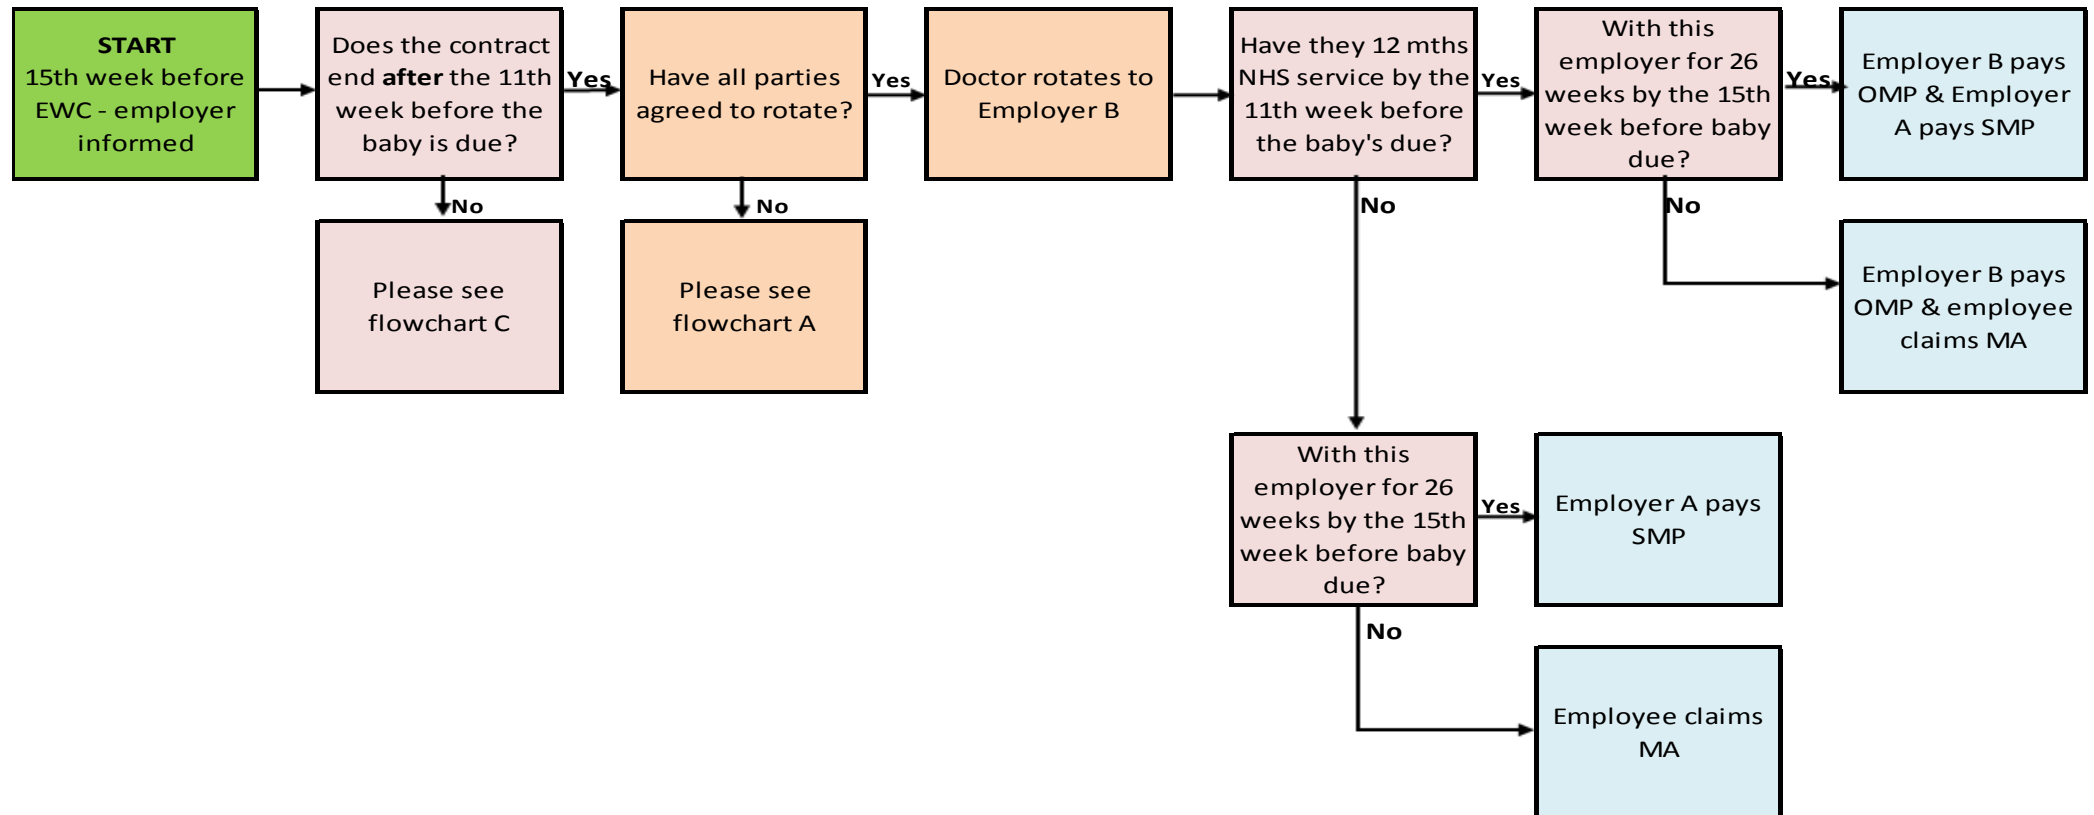 START
15th week before
EWC - employer
informed
Does the contract
end after the 11th
week before the
baby is due?
Yes
Have all parties
agreed to rotate?
Yes
Doctor rotates to
Employer B
Have they 12 mths
NHS service by the
11th week before
the baby's due?
Yes
With this
employer for 26
weeks by the 15th
week before baby
due?
Yes
Employer B pays
OMP & Employer
A pays SMP
No
No
No
No
Please see
flowchart C
Please see
flowchart A
Employer B pays
OMP & employee
claims MA
With this
employer for 26
weeks by the 15th
week before baby
due?
Yes
Employer A pays
SMP
No
Employee claims
MA